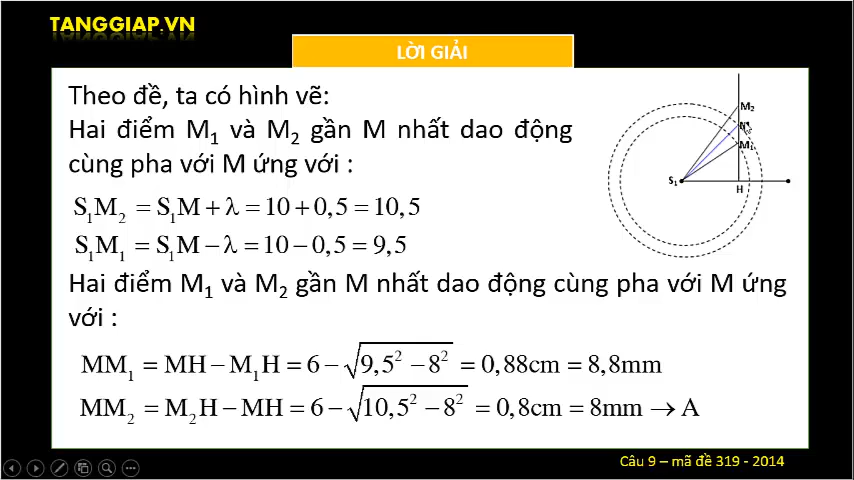 TANGGIAP.VN
LỜI GIẢI
Theo đề, ta có hình vẽ:
Hai điểm M₁ và M₂ gần M nhất dao động
cùng pha với M ứng với :
S₁M₂ = S₁M + λ = 10 + 0,5 = 10,5
S₁M₁ = S₁M − λ = 10 − 0,5 = 9,5
Hai điểm M₁ và M₂ gần M nhất dao động cùng pha với M ứng
với :
MM₁ = MH − M₁H = 6 − √(9,5² − 8²) = 0,88cm = 8,8mm
MM₂ = M₂H − MH = 6 − √(10,5² − 8²) = 0,8cm = 8mm → A
M₂
M₁
S₁
H
Câu 9 – mã đề 319 - 2014